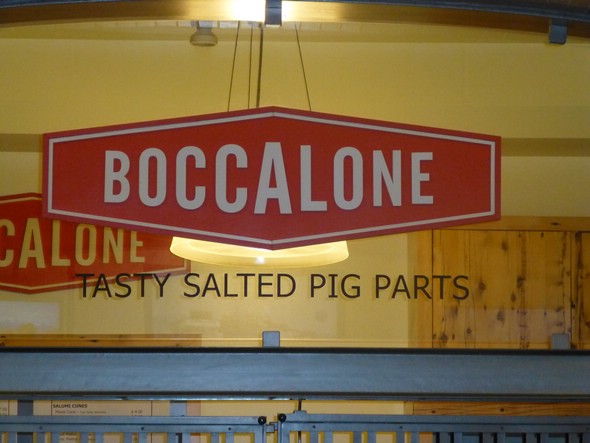 BOCCALONE
CALONE
TASTY SALTED PIG PARTS
SALUMI CONES